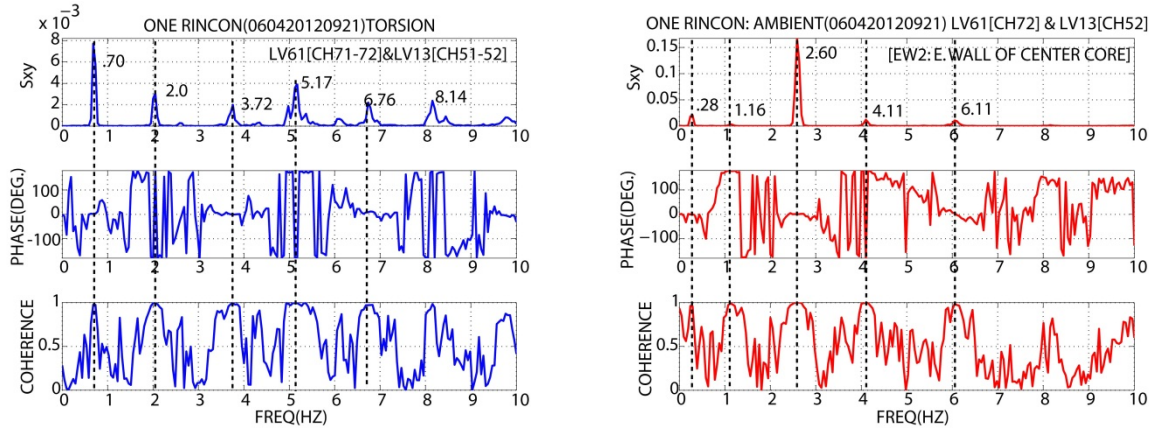 ONE RINCON(060420120921)TORSION
x 10⁻³
8
6
4
2
0
Sxy
LV61[CH71-72]&LV13[CH51-52]
.70
2.0
3.72
5.17
6.76
8.14
0 1 2 3 4 5 6 7 8 9 10
PHASE(DEG.)
100
0
-100
0 1 2 3 4 5 6 7 8 9 10
COHERENCE
1
0.5
0
0 1 2 3 4 5 6 7 8 9 10
FREQ(HZ)
ONE RINCON: AMBIENT(060420120921) LV61[CH72] & LV13[CH52]
0.15
0.1
0.05
0
Sxy
[EW2: E. WALL OF CENTER CORE]
.28
1.16
2.60
4.11
6.11
0 1 2 3 4 5 6 7 8 9 10
PHASE(DEG.)
100
0
-100
0 1 2 3 4 5 6 7 8 9 10
COHERENCE
1
0.5
0
0 1 2 3 4 5 6 7 8 9 10
FREQ(HZ)